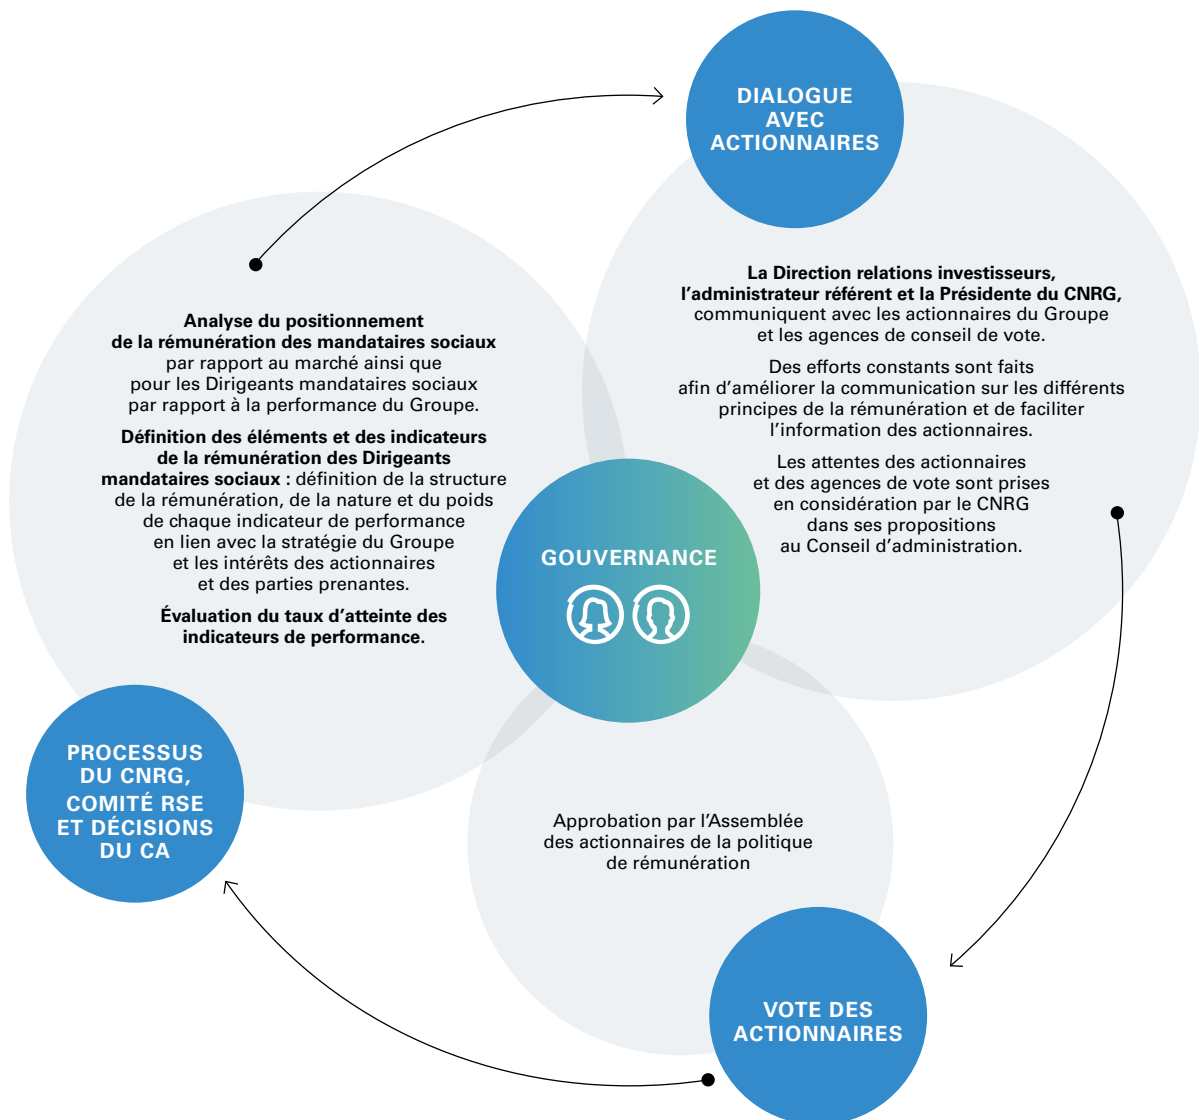 DIALOGUE
AVEC
ACTIONNAIRES
La Direction relations investisseurs,
l’administrateur référent et la Présidente du CNRG,
communiquent avec les actionnaires du Groupe
et les agences de conseil de vote.
Des efforts constants sont faits
afin d’améliorer la communication sur les différents
principes de la rémunération et de faciliter
l’information des actionnaires.
Les attentes des actionnaires
et des agences de vote sont prises
en considération par le CNRG
dans ses propositions
au Conseil d’administration.
Analyse du positionnement
de la rémunération des mandataires sociaux
par rapport au marché ainsi que
pour les Dirigeants mandataires sociaux
par rapport à la performance du Groupe.
Définition des éléments et des indicateurs
de la rémunération des Dirigeants
mandataires sociaux : définition de la structure
de la rémunération, de la nature et du poids
de chaque indicateur de performance
en lien avec la stratégie du Groupe
et les intérêts des actionnaires
et des parties prenantes.
Évaluation du taux d’atteinte des
indicateurs de performance.
GOUVERNANCE
PROCESSUS
DU CNRG,
COMITÉ RSE
ET DÉCISIONS
DU CA
Approbation par l’Assemblée
des actionnaires de la politique
de rémunération
VOTE DES
ACTIONNAIRES